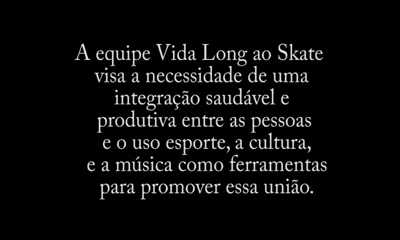 A equipe Vida Long ao Skate
visa a necessidade de uma
integração saudável e
produtiva entre as pessoas
e o uso esporte, a cultura,
e a música como ferramentas
para promover essa união.